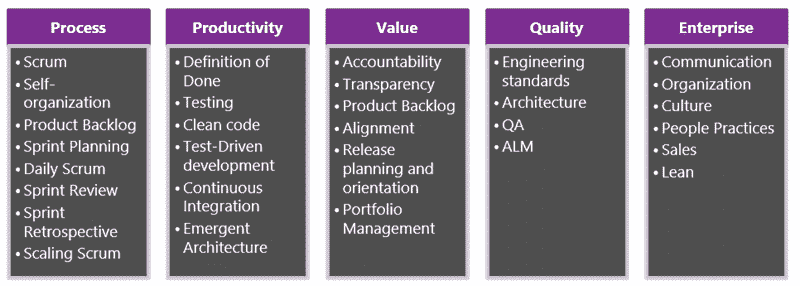 Process
• Scrum
• Self-
organization
• Product Backlog
• Sprint Planning
• Daily Scrum
• Sprint Review
• Sprint
Retrospective
• Scaling Scrum
Productivity
• Definition of
Done
• Testing
• Clean code
• Test-Driven
development
• Continuous
Integration
• Emergent
Architecture
Value
• Accountability
• Transparency
• Product Backlog
• Alignment
• Release
planning and
orientation
• Portfolio
Management
Quality
• Engineering
standards
• Architecture
• QA
• ALM
Enterprise
• Communication
• Organization
• Culture
• People Practices
• Sales
• Lean